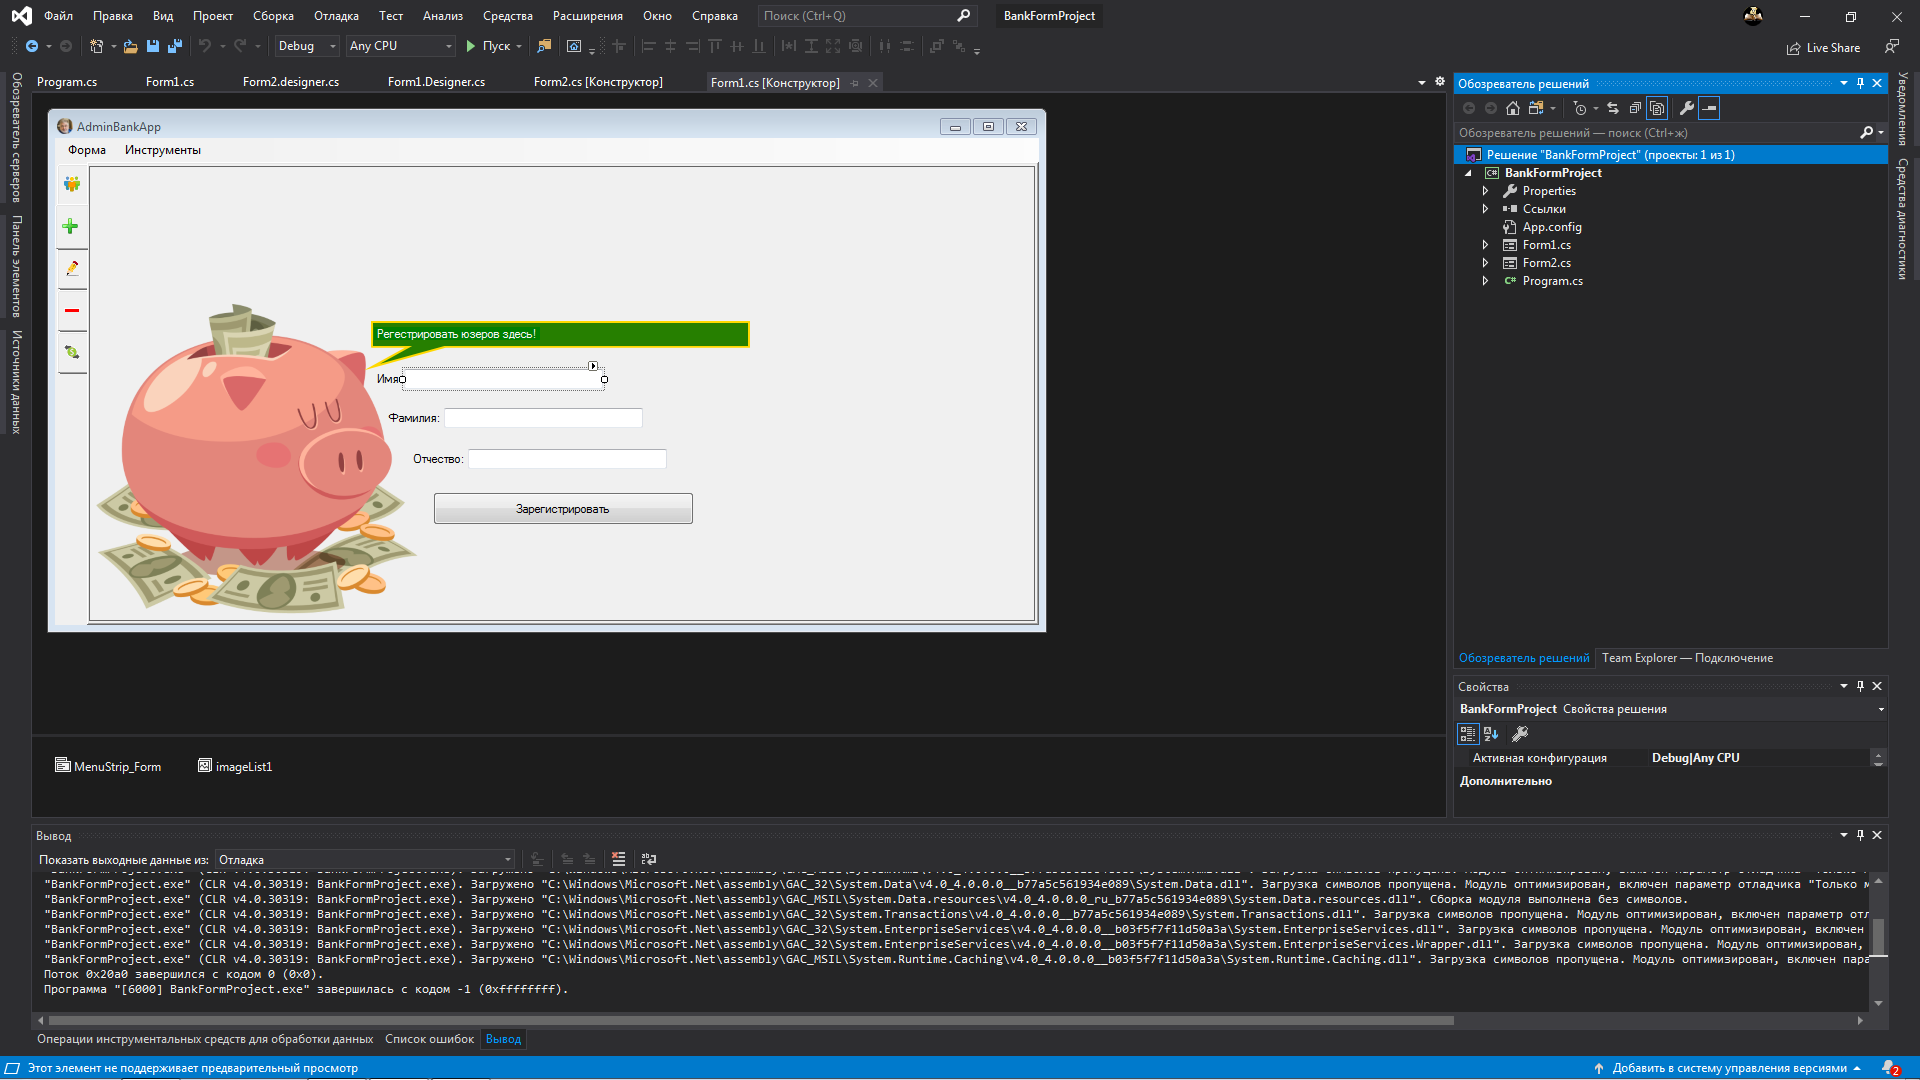 Файл Правка Вид Проект Сборка Отладка Тест Анализ Средства Расширения Окно Справка Поиск (Ctrl+Q) BankFormProject
Debug Any CPU Пуск Live Share
Program.cs Form1.cs Form2.designer.cs Form1.Designer.cs Form2.cs [Конструктор] Form1.cs [Конструктор]
Обозреватель серверов
Панель элементов
Источники данных
AdminBankApp
Форма Инструменты
Регестрировать юзеров здесь!
Имя
Фамилия:
Отчество:
Зарегистрировать
MenuStrip_Form imageList1
Обозреватель решений
Обозреватель решений — поиск (Ctrl+ж)
Решение "BankFormProject" (проекты: 1 из 1)
BankFormProject
Properties
Ссылки
App.config
Form1.cs
Form2.cs
Program.cs
Обозреватель решений Team Explorer — Подключение
Свойства
BankFormProject Свойства решения
Активная конфигурация Debug|Any CPU
Дополнительно
Уведомления
Средства диагностики
Вывод
Показать выходные данные из: Отладка
"BankFormProject.exe" (CLR v4.0.30319: BankFormProject.exe). Загружено "C:\Windows\Microsoft.Net\assembly\GAC_32\System.Data\v4.0_4.0.0.0__b77a5c561934e089\System.Data.dll". Загрузка символов пропущена. Модуль оптимизирован, включен параметр отладчика "Только м
"BankFormProject.exe" (CLR v4.0.30319: BankFormProject.exe). Загружено "C:\Windows\Microsoft.Net\assembly\GAC_MSIL\System.Data.resources\v4.0_4.0.0.0_ru_b77a5c561934e089\System.Data.resources.dll". Сборка модуля выполнена без символов.
"BankFormProject.exe" (CLR v4.0.30319: BankFormProject.exe). Загружено "C:\Windows\Microsoft.Net\assembly\GAC_32\System.Transactions\v4.0_4.0.0.0__b77a5c561934e089\System.Transactions.dll". Загрузка символов пропущена. Модуль оптимизирован, включен параметр отл
"BankFormProject.exe" (CLR v4.0.30319: BankFormProject.exe). Загружено "C:\Windows\Microsoft.Net\assembly\GAC_32\System.EnterpriseServices\v4.0_4.0.0.0__b03f5f7f11d50a3a\System.EnterpriseServices.dll". Загрузка символов пропущена. Модуль оптимизирован, включен
"BankFormProject.exe" (CLR v4.0.30319: BankFormProject.exe). Загружено "C:\Windows\Microsoft.Net\assembly\GAC_32\System.EnterpriseServices\v4.0_4.0.0.0__b03f5f7f11d50a3a\System.EnterpriseServices.Wrapper.dll". Загрузка символов пропущена. Модуль оптимизирован,
"BankFormProject.exe" (CLR v4.0.30319: BankFormProject.exe). Загружено "C:\Windows\Microsoft.Net\assembly\GAC_MSIL\System.Runtime.Caching\v4.0_4.0.0.0__b03f5f7f11d50a3a\System.Runtime.Caching.dll". Загрузка символов пропущена. Модуль оптимизирован, включен пара
Поток 0x20a0 завершился с кодом 0 (0x0).
Программа "[6000] BankFormProject.exe" завершилась с кодом -1 (0xffffffff).
Операции инструментальных средств для обработки данных Список ошибок Вывод
Этот элемент не поддерживает предварительный просмотр Добавить в систему управления версиями 2